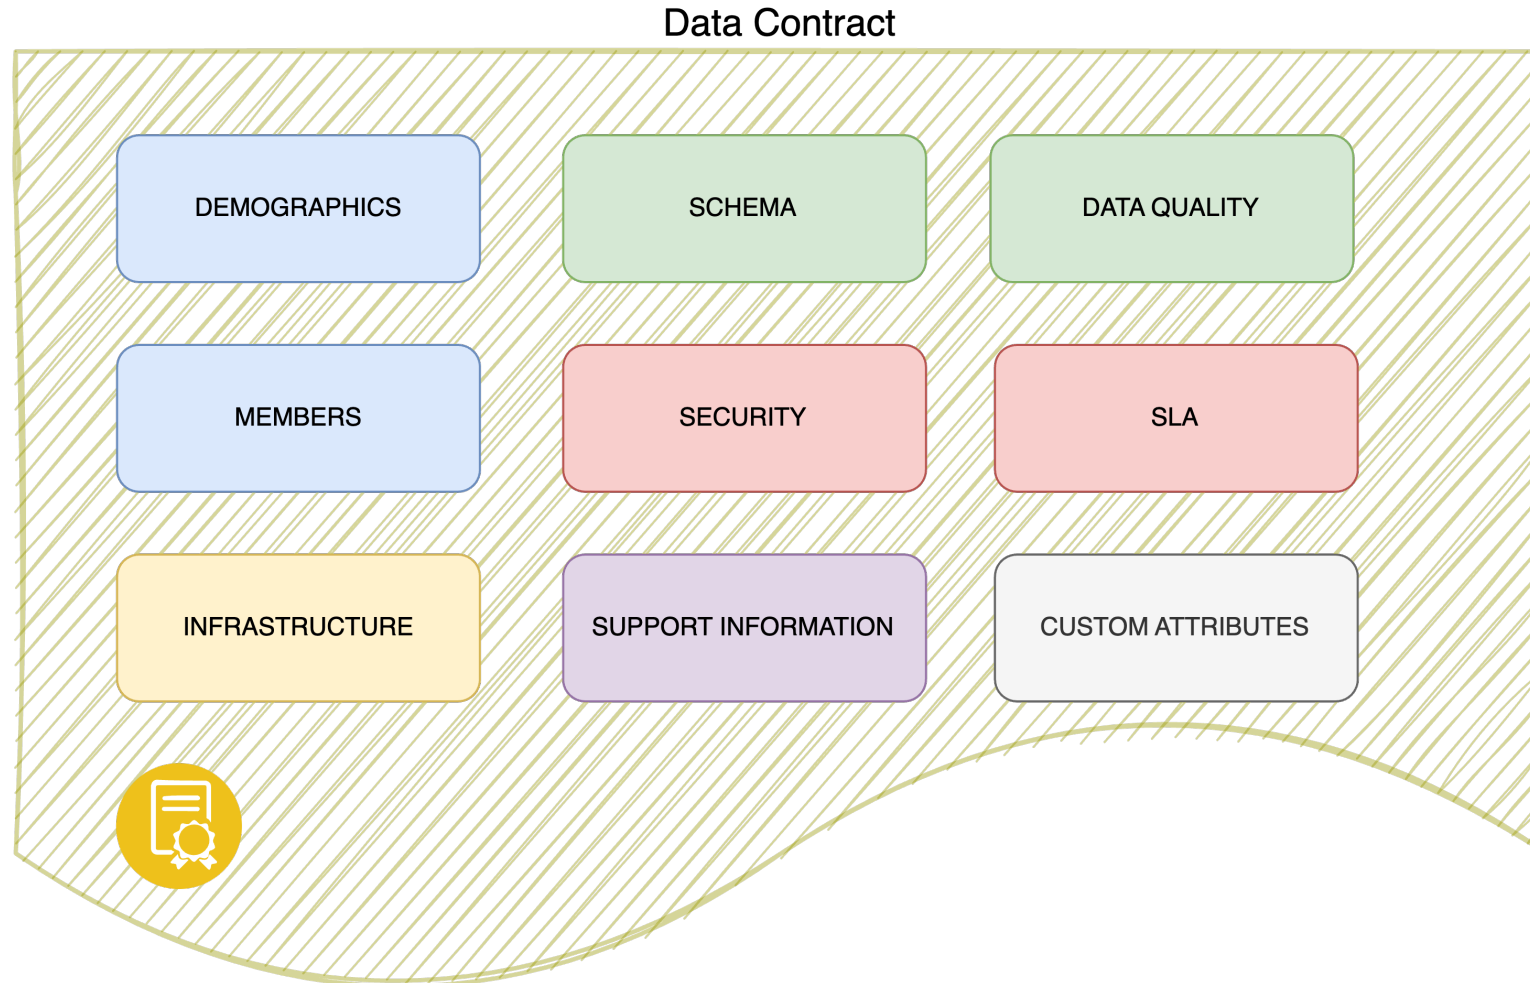 Data Contract
DEMOGRAPHICS
SCHEMA
DATA QUALITY
MEMBERS
SECURITY
SLA
INFRASTRUCTURE
SUPPORT INFORMATION
CUSTOM ATTRIBUTES